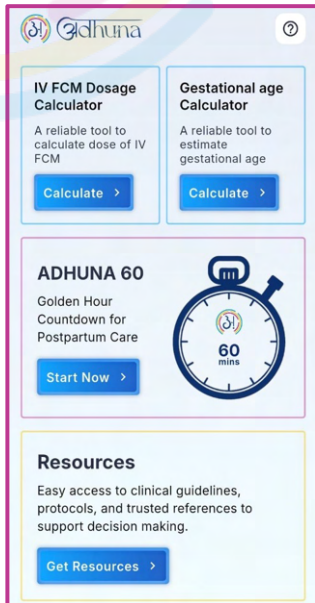 अ अdhuna
IV FCM Dosage
Calculator
A reliable tool to
calculate dose of IV
FCM
Calculate >
Gestational age
Calculator
A reliable tool to
estimate
gestational age
Calculate >
ADHUNA 60
Golden Hour
Countdown for
Postpartum Care
Start Now >
अ
60
mins
Resources
Easy access to clinical guidelines,
protocols, and trusted references to
support decision making.
Get Resources >